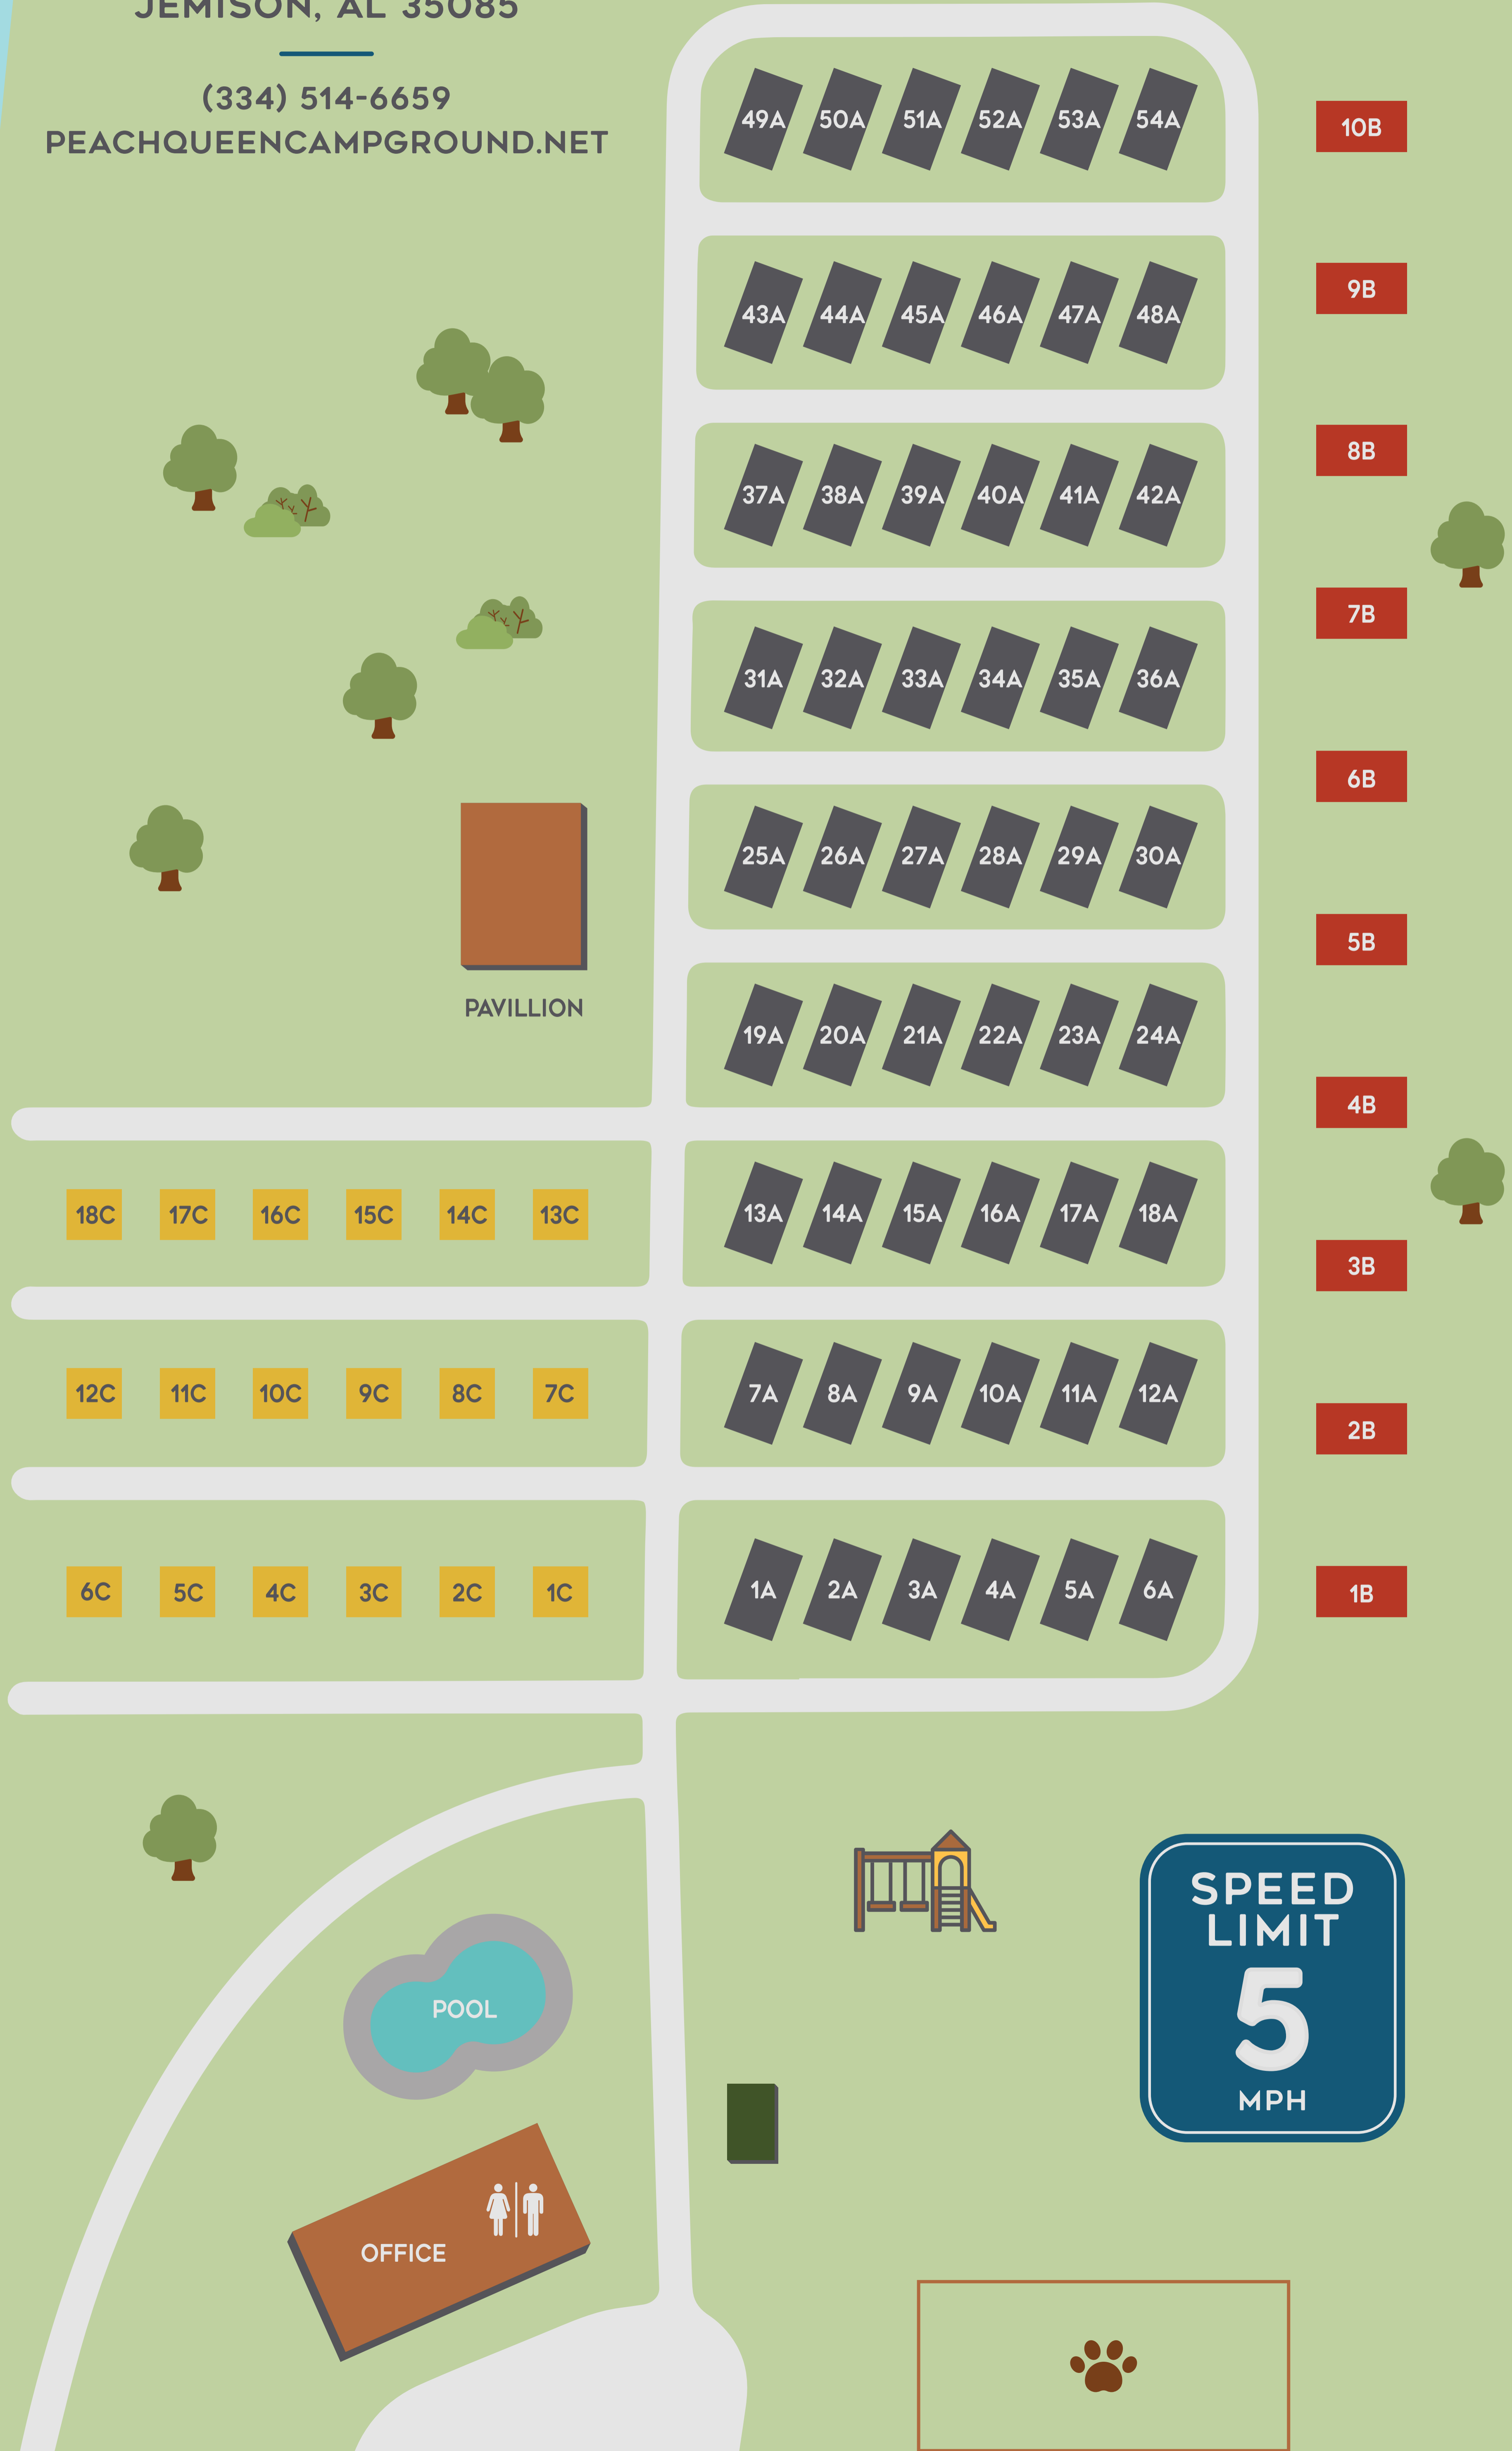 JEMISON, AL 35085
(334) 514-6659
PEACHQUEENCAMPGROUND.NET
49A 50A 51A 52A 53A 54A
10B
43A 44A 45A 46A 47A 48A
9B
37A 38A 39A 40A 41A 42A
8B
7B
31A 32A 33A 34A 35A 36A
6B
25A 26A 27A 28A 29A 30A
5B
PAVILLION
19A 20A 21A 22A 23A 24A
4B
18C 17C 16C 15C 14C 13C
13A 14A 15A 16A 17A 18A
3B
12C 11C 10C 9C 8C 7C
7A 8A 9A 10A 11A 12A
2B
6C 5C 4C 3C 2C 1C
1A 2A 3A 4A 5A 6A
1B
SPEED
LIMIT
5
MPH
POOL
OFFICE